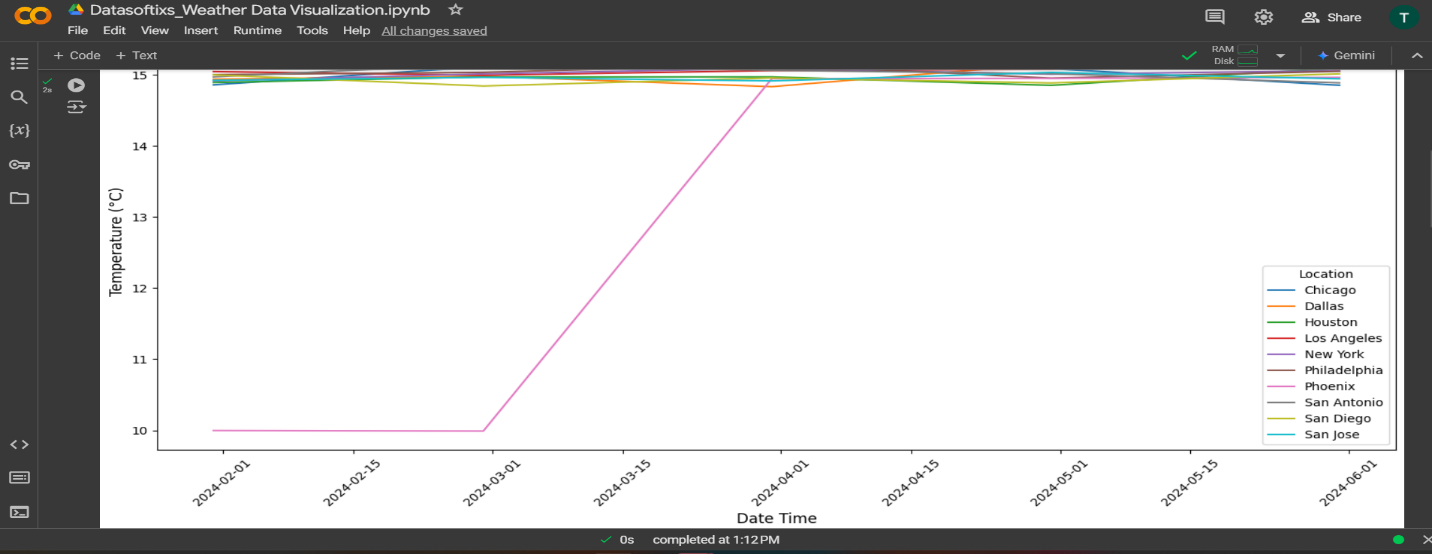 Datasoftixs_Weather Data Visualization.ipynb
File Edit View Insert Runtime Tools Help All changes saved
Share
T
+ Code + Text
RAM
Disk
Gemini
2s
{x}
15
14
13
12
11
10
Temperature (°C)
Location
Chicago
Dallas
Houston
Los Angeles
New York
Philadelphia
Phoenix
San Antonio
San Diego
San Jose
2024-02-01 2024-02-15 2024-03-01 2024-03-15 2024-04-01 2024-04-15 2024-05-01 2024-05-15 2024-06-01
Date Time
0s completed at 1:12 PM